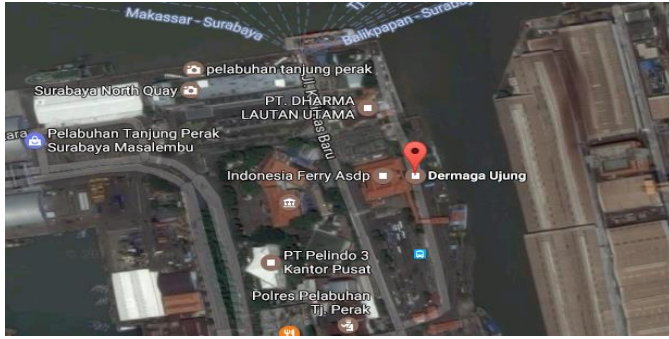 Makassar - Surabaya
Balikpapan - Surabaya
pelabuhan tanjung perak
Surabaya North Quay
PT. DHARMA
LAUTAN UTAMA
Pelabuhan Tanjung Perak
Surabaya Masalembu
Indonesia Ferry Asdp
Dermaga Ujung
PT Pelindo 3
Kantor Pusat
Polres Pelabuhan
Tj. Perak